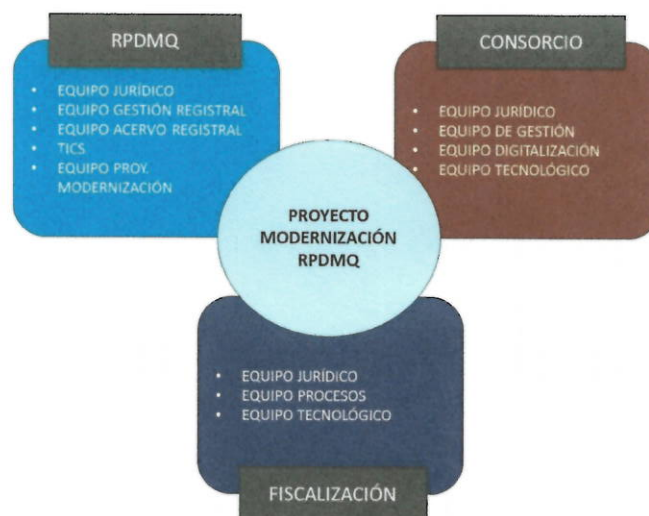 RPDMQ
• EQUIPO JURÍDICO
• EQUIPO GESTIÓN REGISTRAL
• EQUIPO ACERVO REGISTRAL
• TICS
• EQUIPO PROY.
MODERNIZACIÓN
CONSORCIO
• EQUIPO JURÍDICO
• EQUIPO DE GESTIÓN
• EQUIPO DIGITALIZACIÓN
• EQUIPO TECNOLÓGICO
PROYECTO
MODERNIZACIÓN
RPDMQ
• EQUIPO JURÍDICO
• EQUIPO PROCESOS
• EQUIPO TECNOLÓGICO
FISCALIZACIÓN